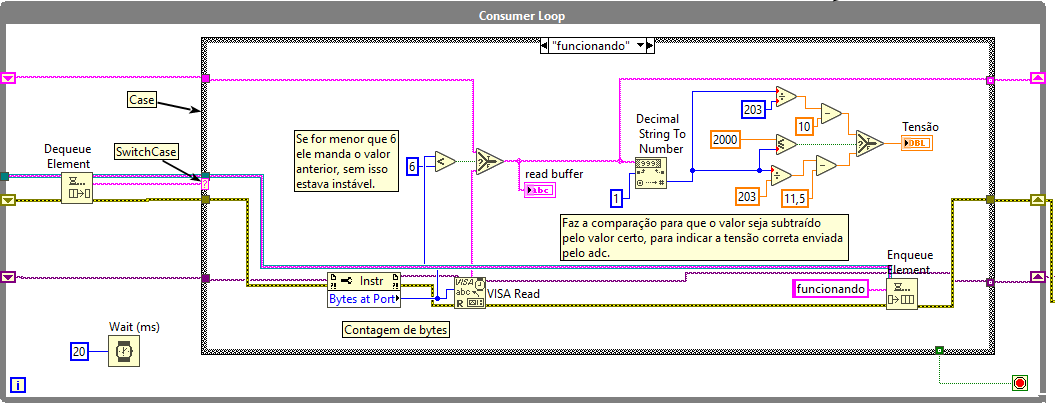 Consumer Loop
"funcionando"
Case
Dequeue
Element
SwitchCase
Se for menor que 6
ele manda o valor
anterior, sem isso
estava instável.
6
read buffer
abc
Decimal
String To
Number
1
203
10
2000
203
11,5
Tensão
DBL
Faz a comparação para que o valor seja subtraído
pelo valor certo, para indicar a tensão correta enviada
pelo adc.
Instr
Bytes at Port
VISA
abc
R
VISA Read
Contagem de bytes
Enqueue
Element
funcionando
Wait (ms)
20
i